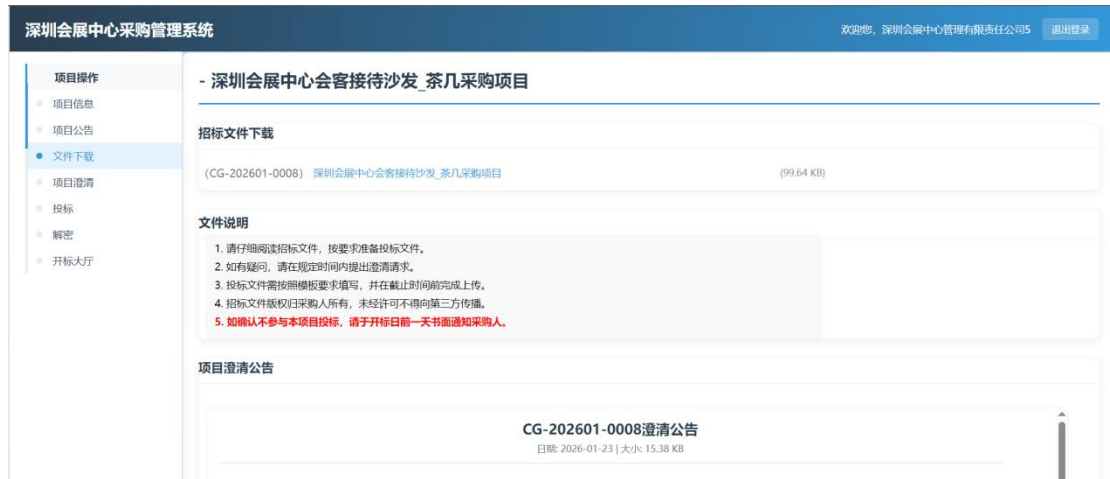 深圳会展中心采购管理系统
欢迎您，深圳会展中心管理有限责任公司5
退出登录
项目操作
项目信息
项目公告
文件下载
项目澄清
投标
解密
开标大厅
- 深圳会展中心会客接待沙发_茶几采购项目
招标文件下载
(CG-202601-0008) 深圳会展中心会客接待沙发_茶几采购项目 (99.64 KB)
文件说明
1. 请仔细阅读招标文件，按要求准备投标文件。
2. 如有疑问，请在规定时间内提出澄清请求。
3. 投标文件需按照模板要求填写，并在截止时间前完成上传。
4. 招标文件版权归采购人所有，未经许可不得向第三方传播。
5. 如确认不参与本项目投标，请于开标日前一天书面通知采购人。
项目澄清公告
CG-202601-0008澄清公告
日期: 2026-01-23 | 大小: 15.38 KB